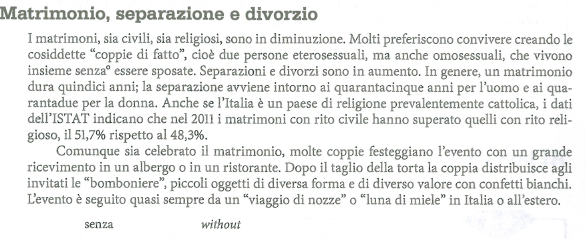 Matrimonio, separazione e divorzio
I matrimoni, sia civili, sia religiosi, sono in diminuzione. Molti preferiscono convivere creando le
cosiddette “coppie di fatto”, cioè due persone eterosessuali, ma anche omosessuali, che vivono
insieme senza° essere sposate. Separazioni e divorzi sono in aumento. In genere, un matrimonio
dura quindici anni; la separazione avviene intorno ai quarantacinque anni per l'uomo e ai qua-
rantadue per la donna. Anche se l'Italia è un paese di religione prevalentemente cattolica, i dati
dell'ISTAT indicano che nel 2011 i matrimoni con rito civile hanno superato quelli con rito reli-
gioso, il 51,7% rispetto al 48,3%.
Comunque sia celebrato il matrimonio, molte coppie festeggiano l'evento con un grande
ricevimento in un albergo o in un ristorante. Dopo il taglio della torta la coppia distribuisce agli
invitati le “bomboniere”, piccoli oggetti di diversa forma e di diverso valore con confetti bianchi.
L'evento è seguito quasi sempre da un “viaggio di nozze” o “luna di miele” in Italia o all'estero.
senza without